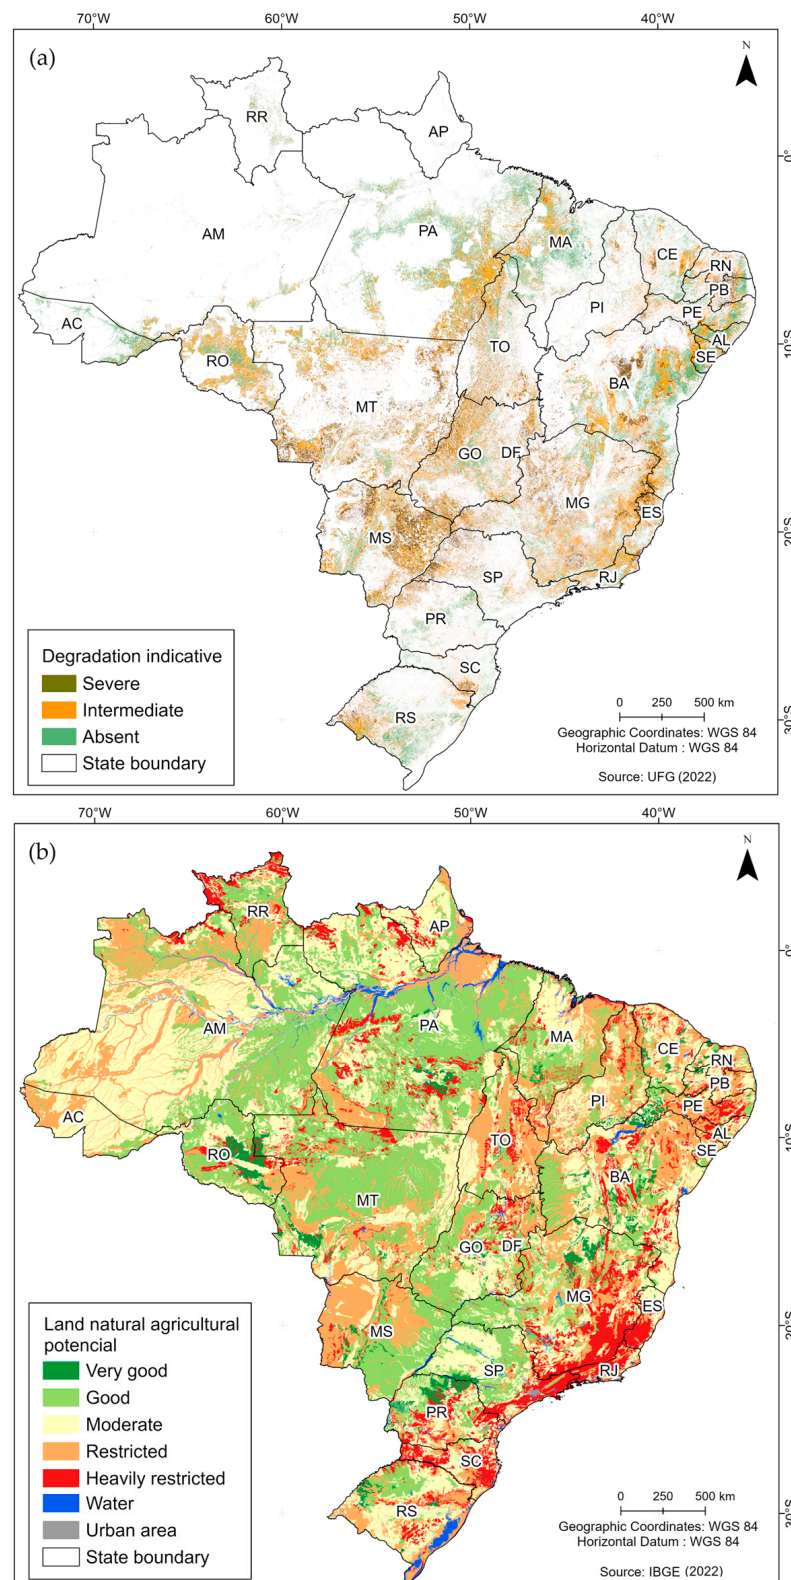 70°W 60°W 50°W 40°W
(a)
N
RR
AP
0°
AM
PA
MA
CE
RN
PB
PI
PE
AC
AL
10°S
RO
TO
SE
BA
MT
GO
DF
MG
ES
20°S
MS
SP
RJ
PR
SC
RS
Degradation indicative
Severe
Intermediate
Absent
State boundary
0 250 500 km
30°S
Geographic Coordinates: WGS 84
Horizontal Datum : WGS 84
Source: UFG (2022)
70°W 60°W 50°W 40°W
(b)
N
RR
AP
0°
AM
PA
MA
CE
RN
PB
PI
PE
AC
AL
10°S
RO
TO
SE
BA
MT
GO
DF
MG
ES
20°S
MS
SP
RJ
PR
SC
RS
Land natural agricultural
potencial
Very good
Good
Moderate
Restricted
Heavily restricted
Water
Urban area
State boundary
0 250 500 km
30°S
Geographic Coordinates: WGS 84
Horizontal Datum : WGS 84
Source: IBGE (2022)